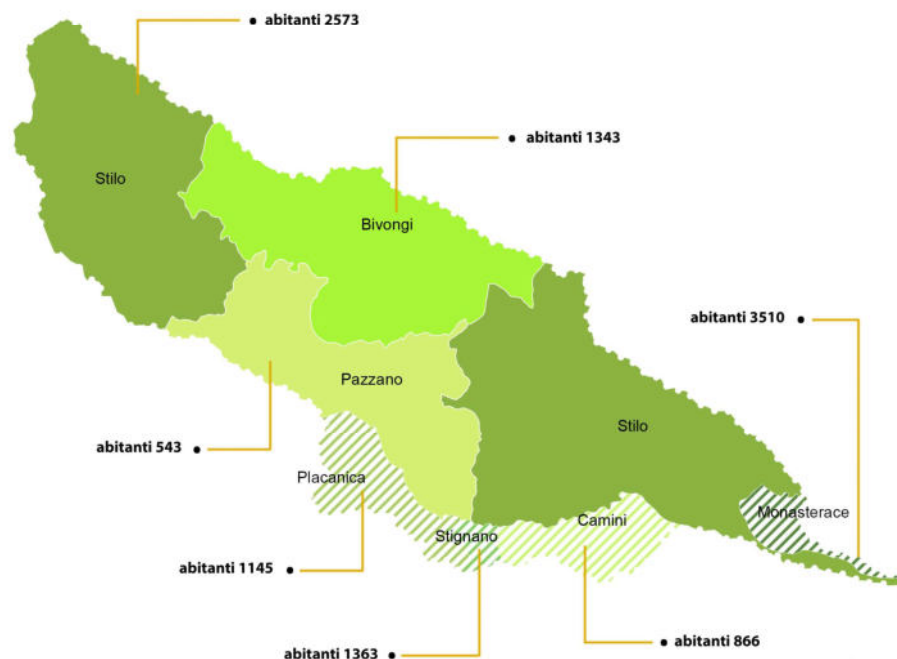 abitanti 2573
abitanti 1343
Stilo
Bivongi
abitanti 3510
Pazzano
Stilo
abitanti 543
Placanica
Monasterace
Camini
Stignano
abitanti 1145
abitanti 866
abitanti 1363